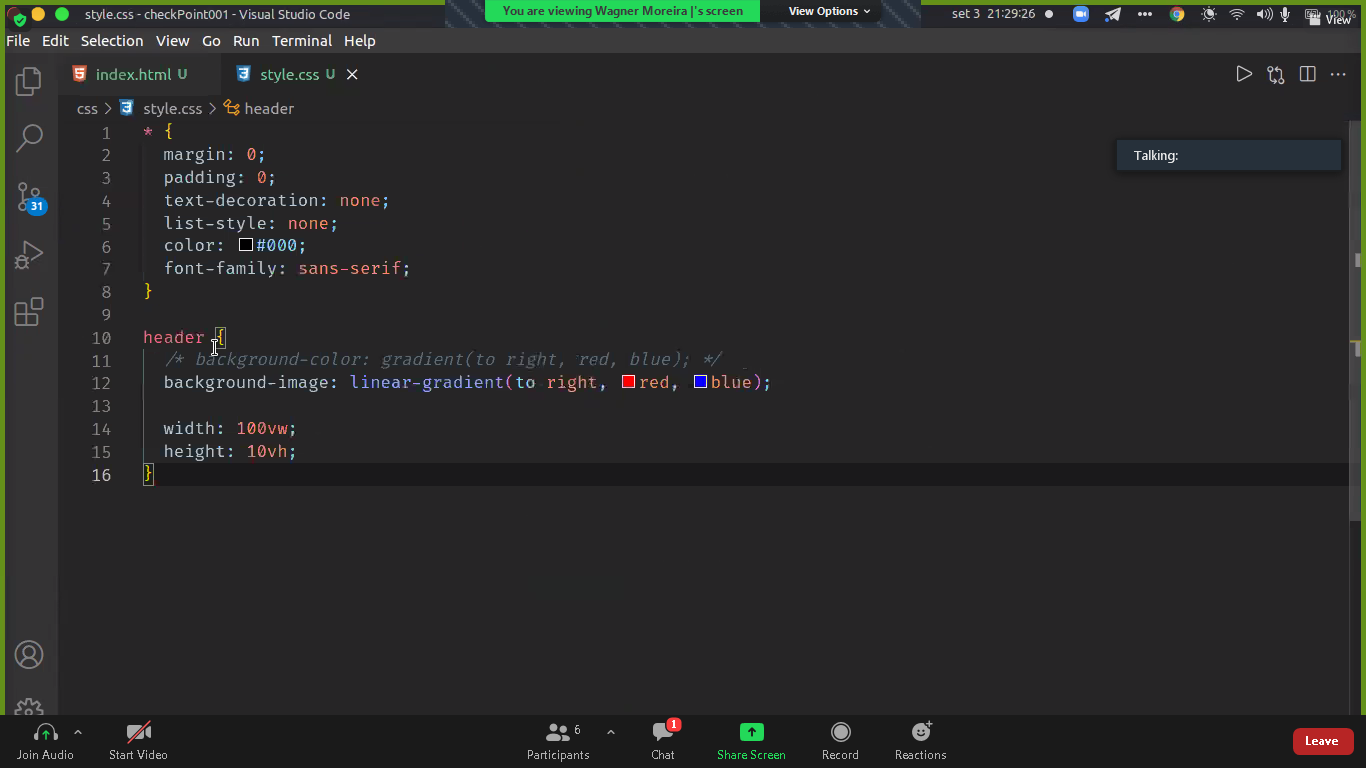 style.css - checkPoint001 - Visual Studio Code
You are viewing Wagner Moreira |'s screen
View Options
set 3 21:29:26
100 %
View
File Edit Selection View Go Run Terminal Help
index.html U
style.css U
css > style.css > header
1 * {
2 margin: 0;
3 padding: 0;
4 text-decoration: none;
5 list-style: none;
6 color: #000;
7 font-family: sans-serif;
8 }
9
10 header {
11 /* background-color: gradient(to right, red, blue); */
12 background-image: linear-gradient(to right, red, blue);
13
14 width: 100vw;
15 height: 10vh;
16 }
Talking:
31
Join Audio
Start Video
Participants 6
Chat 1
Share Screen
Record
Reactions
Leave